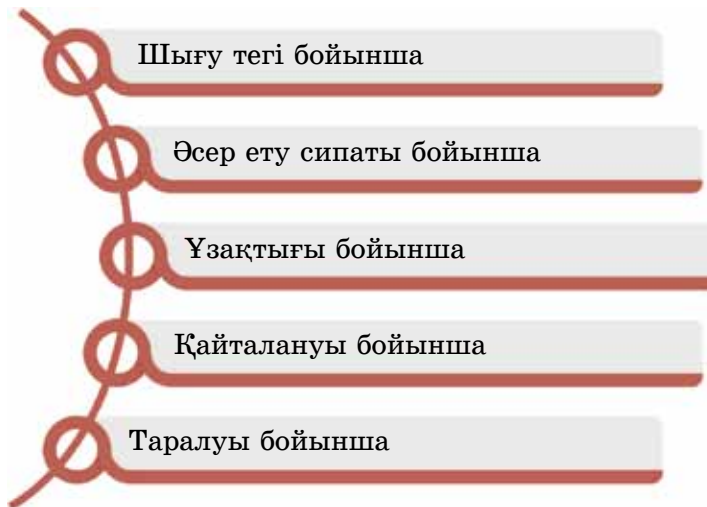 Шығу тегі бойынша
Әсер ету сипаты бойынша
Ұзақтығы бойынша
Қайталануы бойынша
Таралуы бойынша